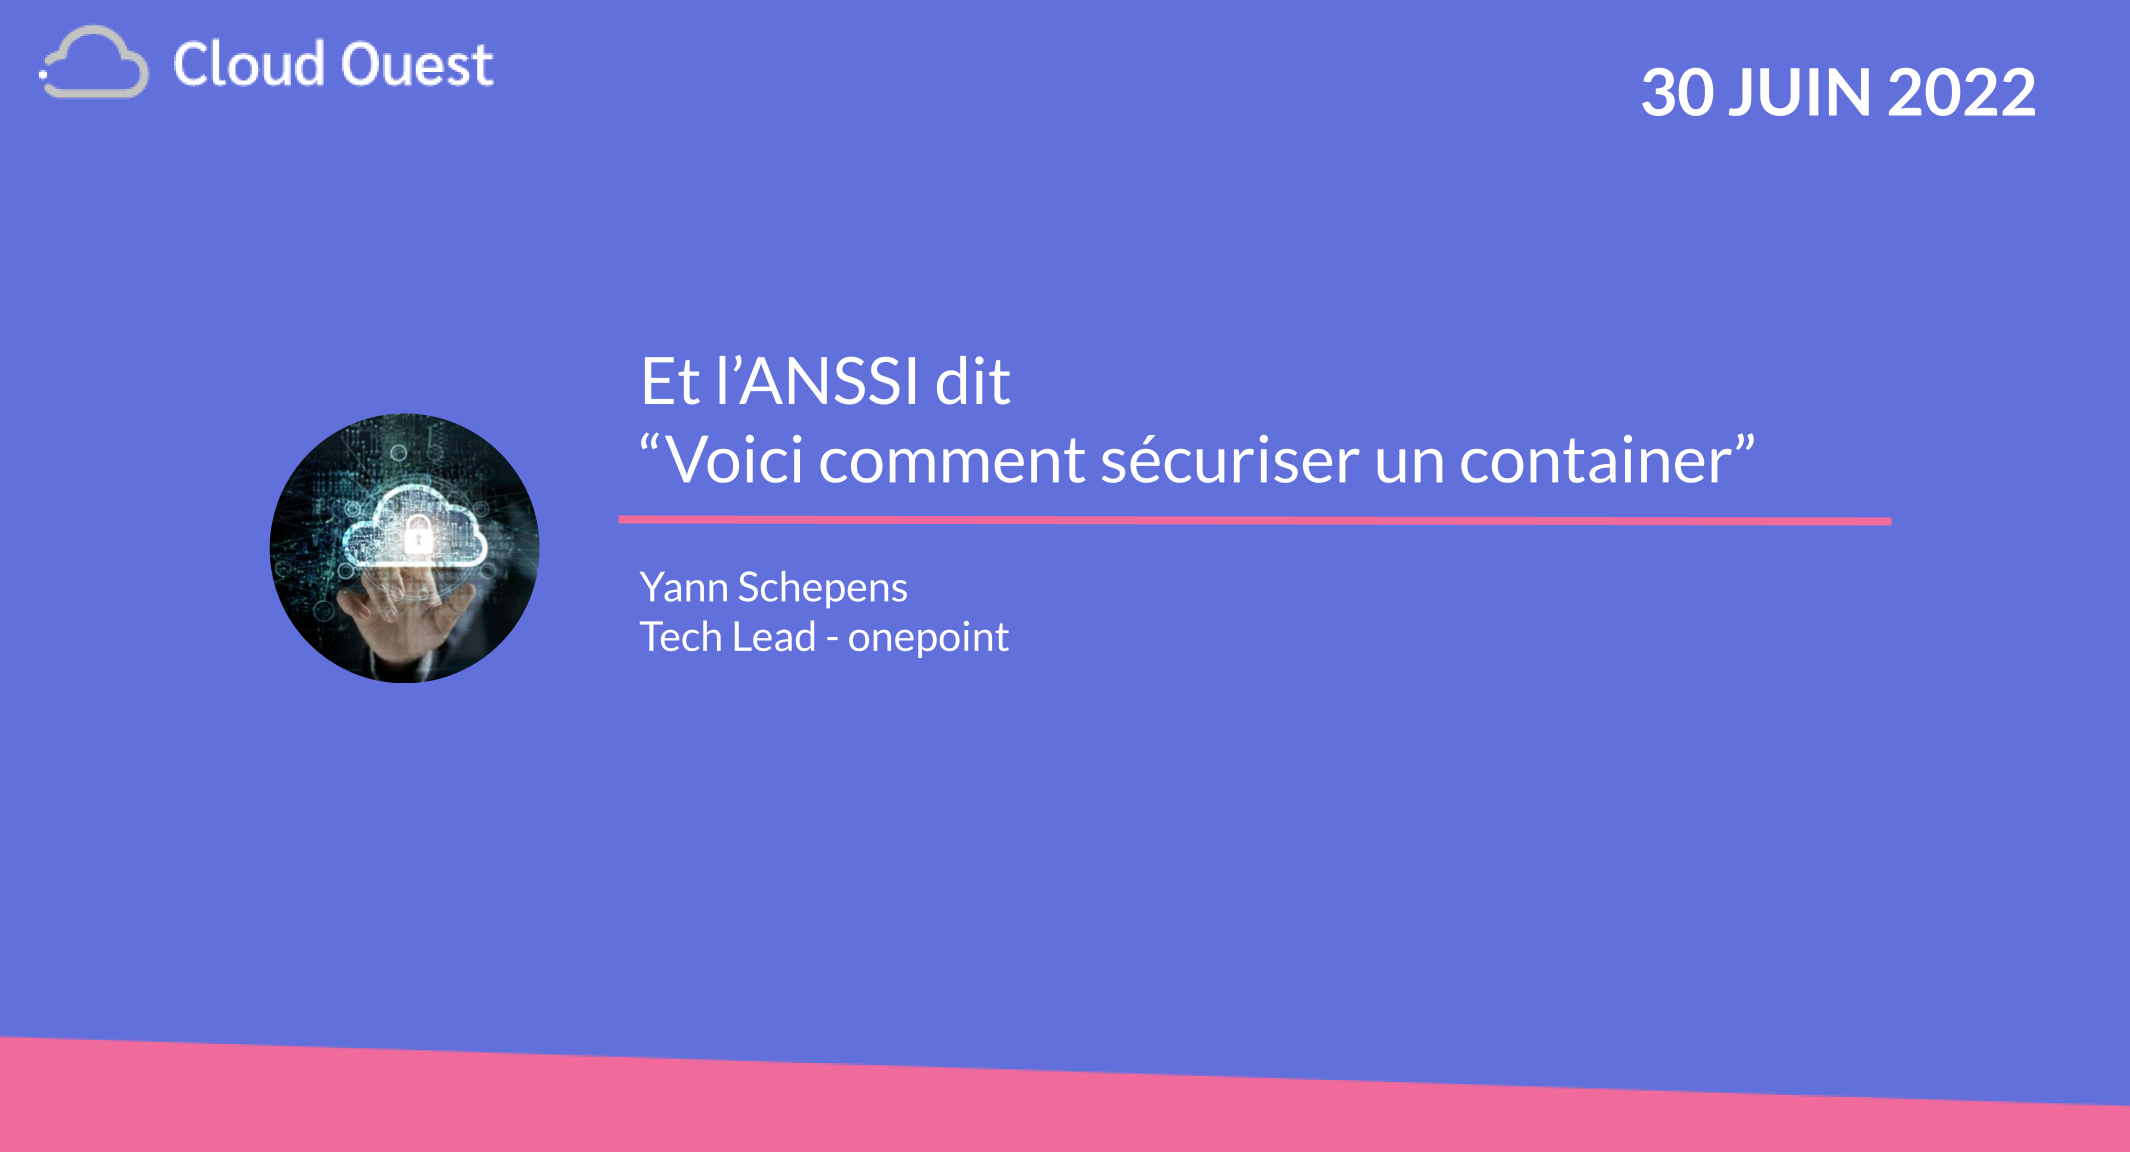 Cloud Ouest
30 JUIN 2022
Et l’ANSSI dit
“Voici comment sécuriser un container”
Yann Schepens
Tech Lead - onepoint